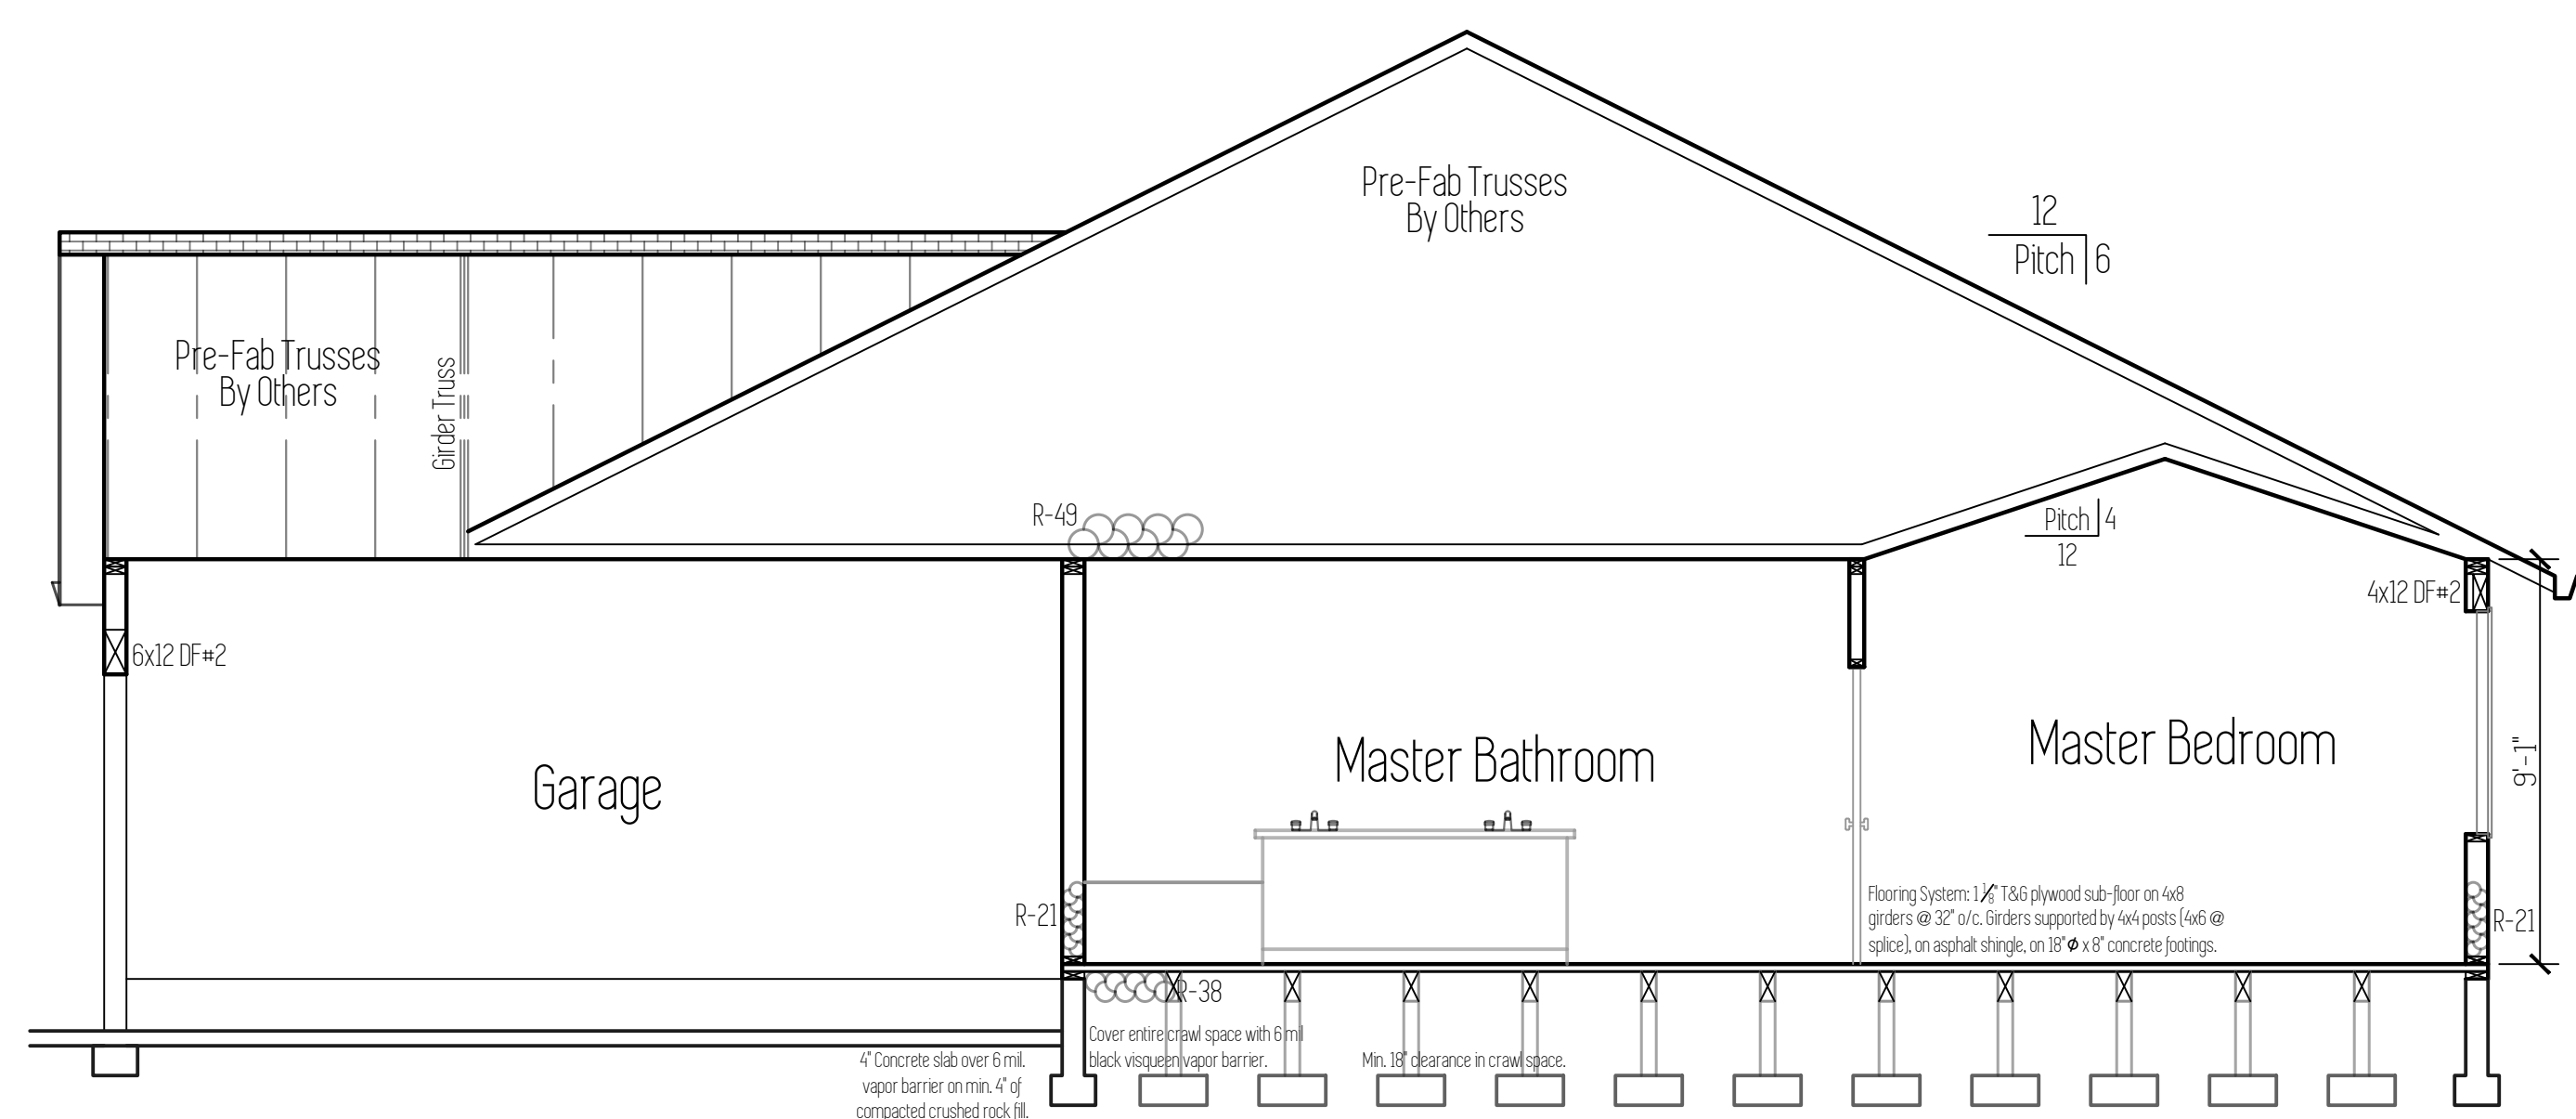 Pre-Fab Trusses
By Others
12
Pitch 6
Pre-Fab Trusses
By Others
Girder Truss
R-49
Pitch 4
12
4x12 DF#2
6x12 DF#2
Garage
Master Bathroom
Master Bedroom
9'-1"
R-21
Flooring System: 1 1/8" T&G plywood sub-floor on 4x8
girders @ 32" o/c. Girders supported by 4x4 posts (4x6 @
splice), on asphalt shingle, on 18"Ø x 8" concrete footings.
R-21
R-38
Cover entire crawl space with 6 mil
black visqueen vapor barrier.
Min. 18" clearance in crawl space.
4" Concrete slab over 6 mil.
vapor barrier on min. 4" of
compacted crushed rock fill.